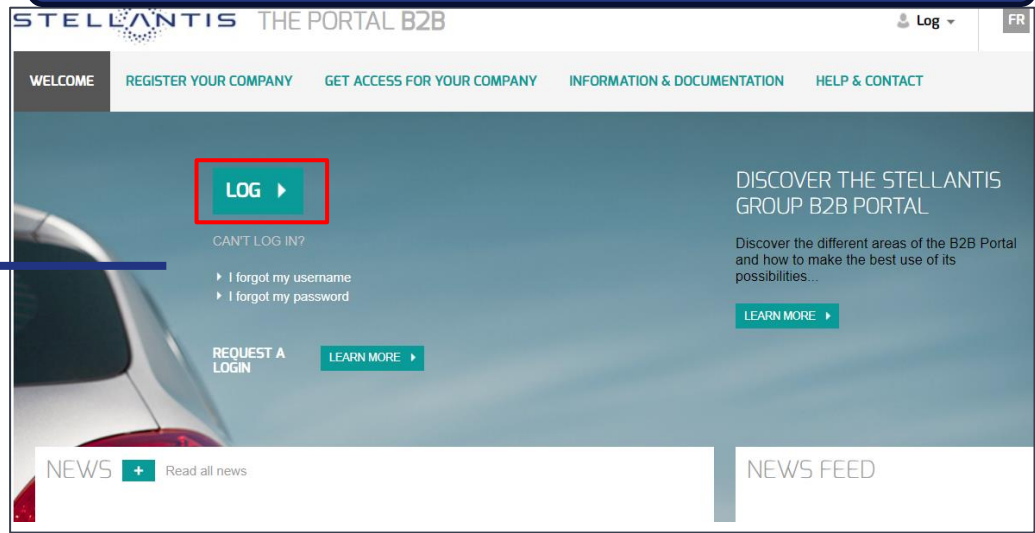 STELLANTIS THE PORTAL B2B
Log
FR
WELCOME REGISTER YOUR COMPANY GET ACCESS FOR YOUR COMPANY INFORMATION & DOCUMENTATION HELP & CONTACT
LOG
CAN'T LOG IN?
I forgot my username
I forgot my password
REQUEST A
LOGIN
LEARN MORE
DISCOVER THE STELLANTIS
GROUP B2B PORTAL
Discover the different areas of the B2B Portal
and how to make the best use of its
possibilities...
LEARN MORE
NEWS + Read all news
NEWS FEED